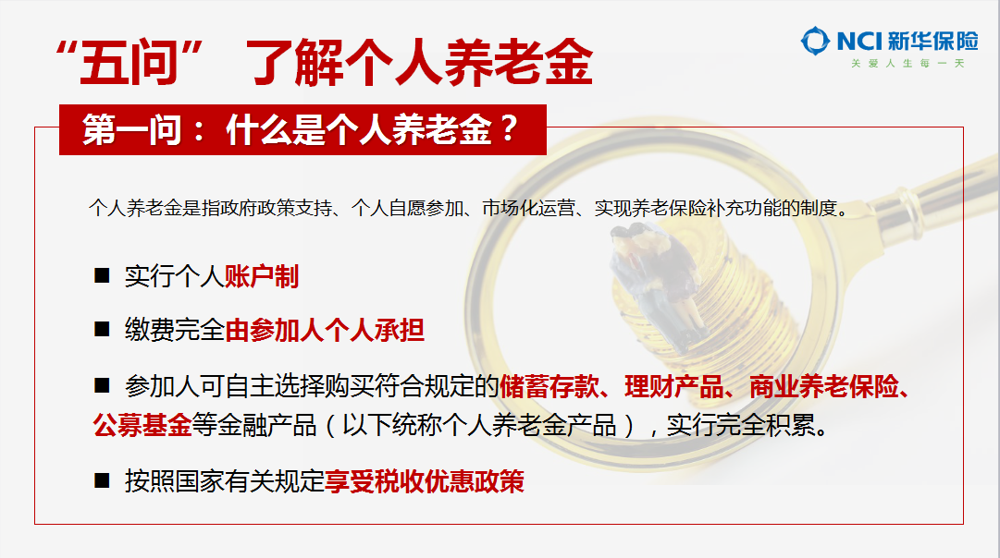 “五问” 了解个人养老金
NCI 新华保险
关爱人生每一天
第一问：什么是个人养老金？
个人养老金是指政府政策支持、个人自愿参加、市场化运营、实现养老保险补充功能的制度。
■ 实行个人账户制
■ 缴费完全由参加人个人承担
■ 参加人可自主选择购买符合规定的储蓄存款、理财产品、商业养老保险、
公募基金等金融产品（以下统称个人养老金产品），实行完全积累。
■ 按照国家有关规定享受税收优惠政策